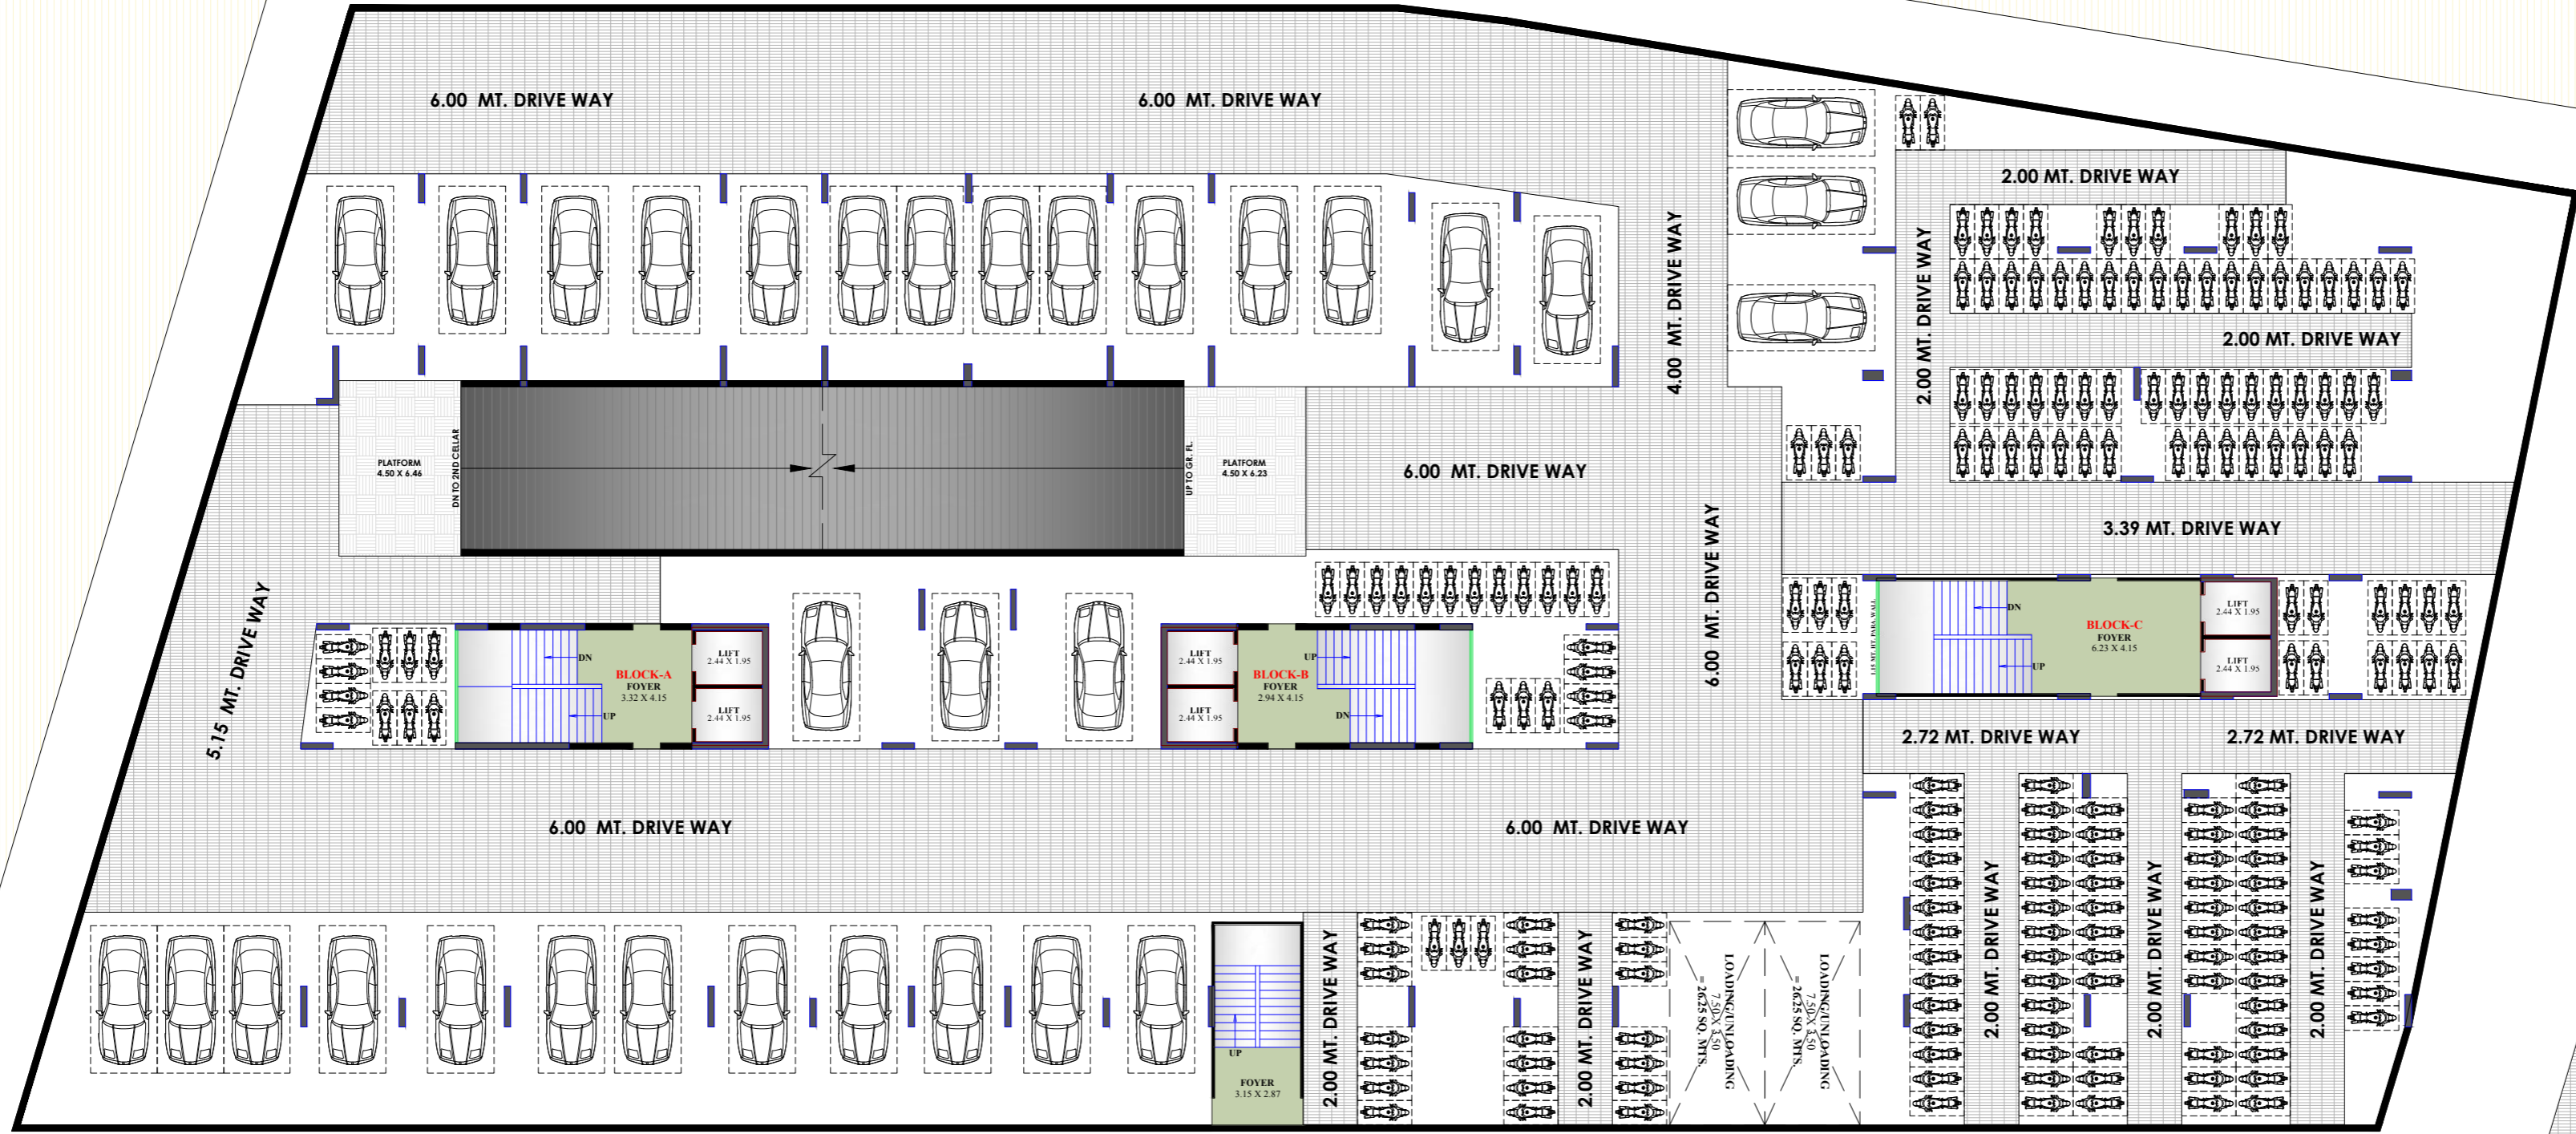 6.00 MT. DRIVE WAY
6.00 MT. DRIVE WAY
2.00 MT. DRIVE WAY
4.00 MT. DRIVE WAY
2.00 MT. DRIVE WAY
2.00 MT. DRIVE WAY
PLATFORM
4.50 X 6.46
DN TO 2ND CELLAR
UP TO GR. FL.
PLATFORM
4.50 X 6.23
6.00 MT. DRIVE WAY
3.39 MT. DRIVE WAY
6.00 MT. DRIVE WAY
5.15 MT. DRIVE WAY
DN
UP
BLOCK-A
FOYER
3.32 X 4.15
LIFT
2.44 X 1.95
LIFT
2.44 X 1.95
LIFT
2.44 X 1.95
LIFT
2.44 X 1.95
BLOCK-B
FOYER
2.94 X 4.15
UP
DN
DN
UP
BLOCK-C
FOYER
6.23 X 4.15
LIFT
2.44 X 1.95
LIFT
2.44 X 1.95
2.72 MT. DRIVE WAY
2.72 MT. DRIVE WAY
6.00 MT. DRIVE WAY
6.00 MT. DRIVE WAY
UP
FOYER
3.15 X 2.87
2.00 MT. DRIVE WAY
2.00 MT. DRIVE WAY
LOADING/UNLOADING
7.50 X 3.50
= 26.25 SQ. MTS.
LOADING/UNLOADING
7.50 X 3.50
= 26.25 SQ. MTS.
2.00 MT. DRIVE WAY
2.00 MT. DRIVE WAY
2.00 MT. DRIVE WAY